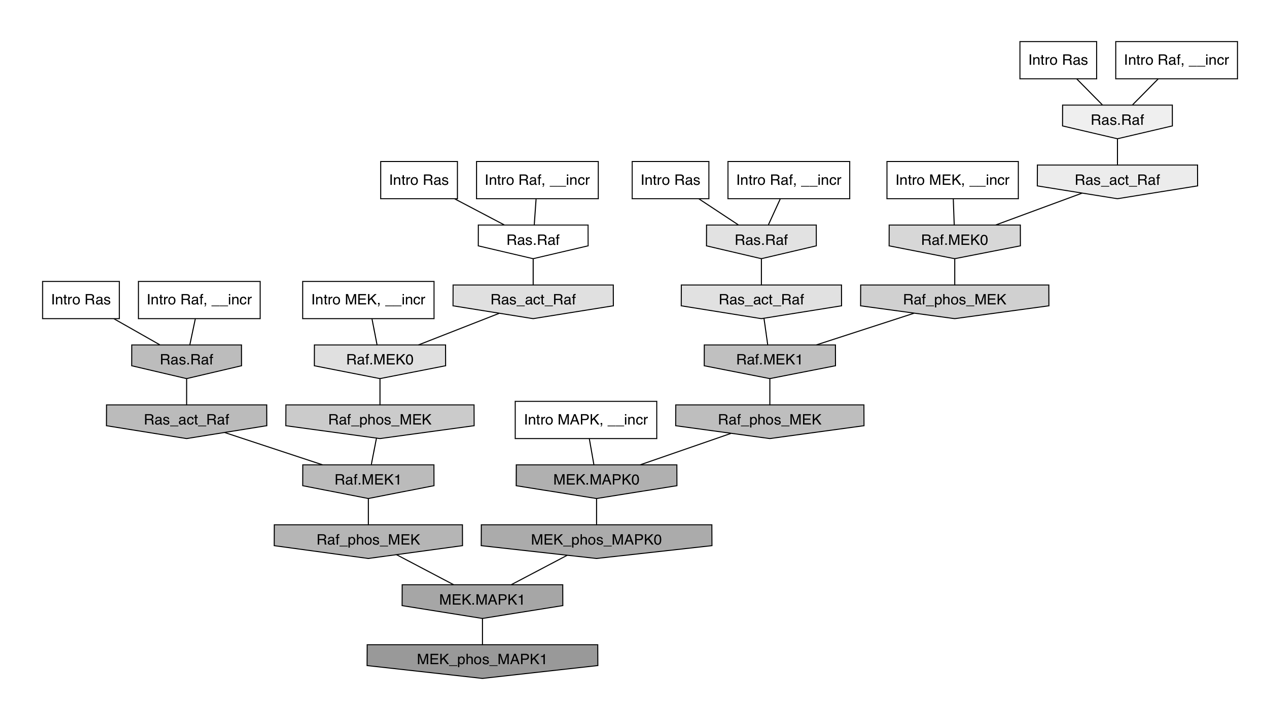 Intro Ras
Intro Raf, __incr
Ras.Raf
Intro Ras
Intro Raf, __incr
Intro Ras
Intro Raf, __incr
Intro MEK, __incr
Ras_act_Raf
Ras.Raf
Ras.Raf
Raf.MEK0
Intro Ras
Intro Raf, __incr
Intro MEK, __incr
Ras_act_Raf
Ras_act_Raf
Raf_phos_MEK
Ras.Raf
Raf.MEK0
Raf.MEK1
Ras_act_Raf
Raf_phos_MEK
Intro MAPK, __incr
Raf_phos_MEK
Raf.MEK1
MEK.MAPK0
Raf_phos_MEK
MEK_phos_MAPK0
MEK.MAPK1
MEK_phos_MAPK1